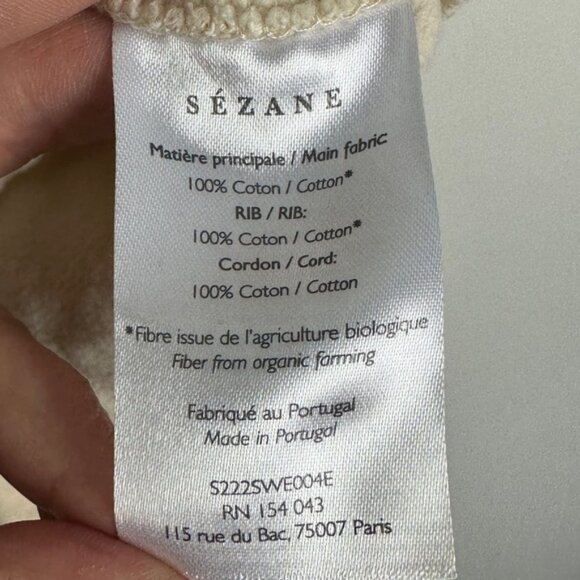 SÉZANE
Matière principale / Main fabric
100% Coton / Cotton*
RIB / RIB:
100% Coton / Cotton*
Cordon / Cord:
100% Coton / Cotton
*Fibre issue de l'agriculture biologique
Fiber from organic farming
Fabriqué au Portugal
Made in Portugal
S222SWE004E
RN 154 043
115 rue du Bac, 75007 Paris